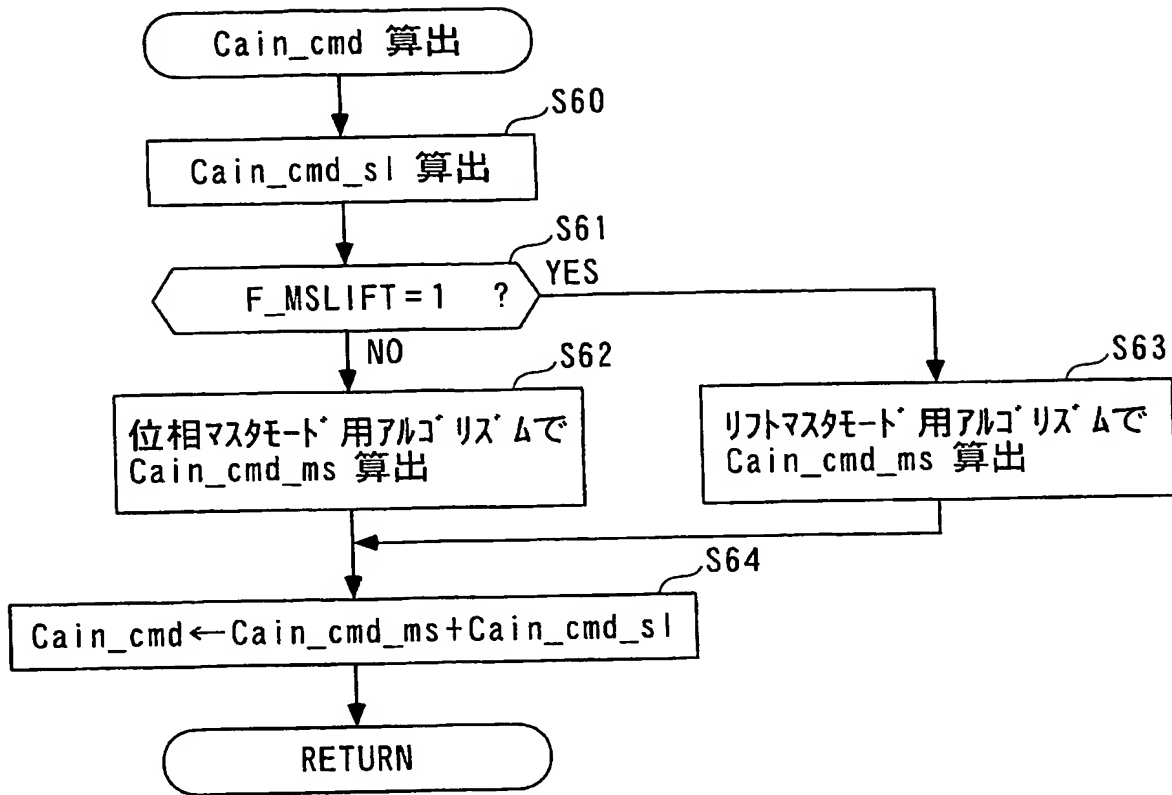 Cain_cmd 算出
S60
Cain_cmd_sl 算出
S61
F_MSLIFT=1 ?
YES
NO
S62
位相ﾏｽﾀﾓｰﾄﾞ用ｱﾙｺﾞﾘｽﾞﾑで
Cain_cmd_ms 算出
S63
ﾘﾌﾄﾏｽﾀﾓｰﾄﾞ用ｱﾙｺﾞﾘｽﾞﾑで
Cain_cmd_ms 算出
S64
Cain_cmd←Cain_cmd_ms+Cain_cmd_sl
RETURN